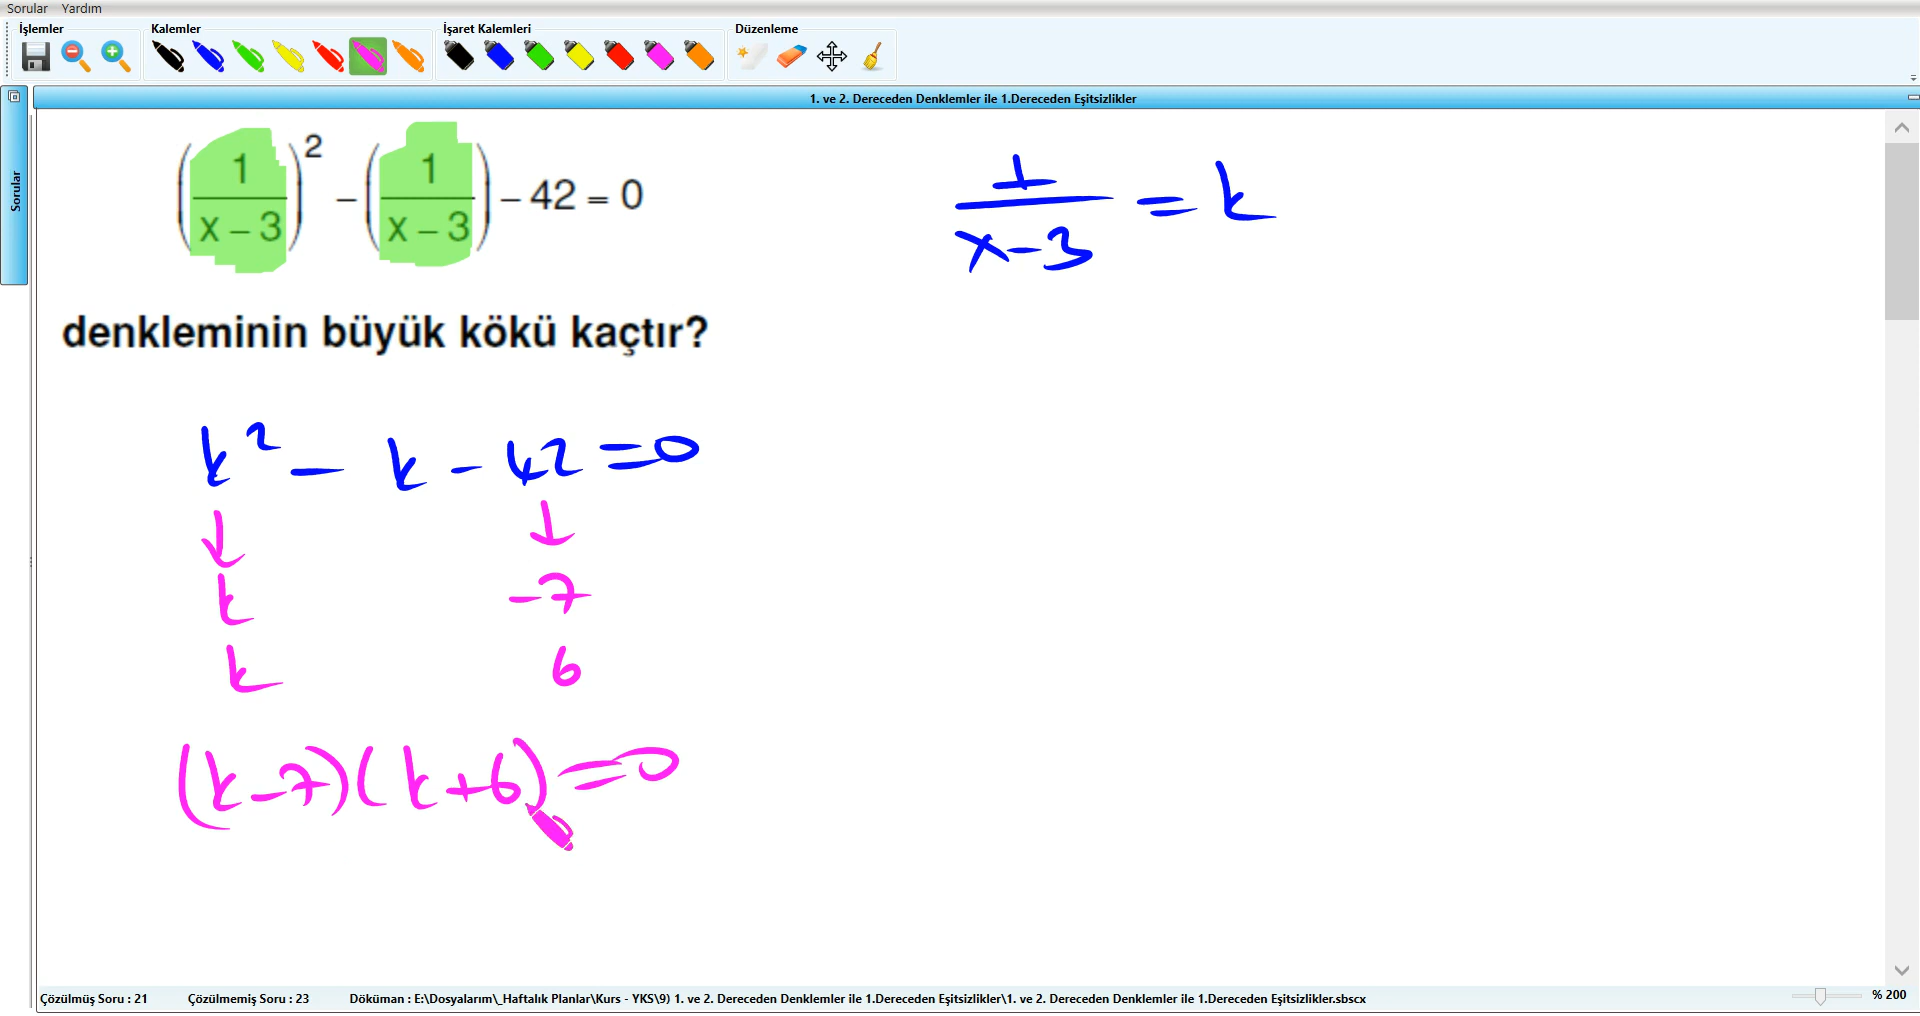 Sorular Yardım
İşlemler Kalemler İşaret Kalemleri Düzenleme
Sorular
1. ve 2. Dereceden Denklemler ile 1.Dereceden Eşitsizlikler
(1/(x – 3))² – (1/(x – 3)) – 42 = 0
1/(x-3) = k
denkleminin büyük kökü kaçtır?
k² - k - 42 = 0
k -7
k 6
(k-7)(k+6)=0
Çözülmüş Soru : 21 Çözülmemiş Soru : 23 Döküman : E:\Dosyalarım\_Haftalık Planlar\Kurs - YKS\9) 1. ve 2. Dereceden Denklemler ile 1.Dereceden Eşitsizlikler\1. ve 2. Dereceden Denklemler ile 1.Dereceden Eşitsizlikler.sbscx % 200